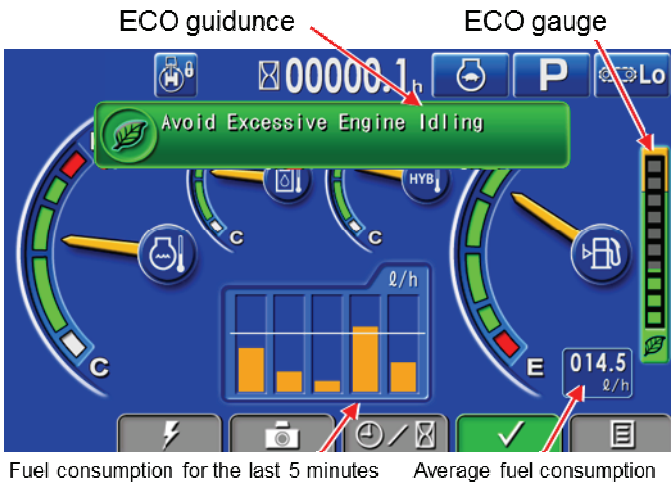 ECO guidunce ECO gauge
00000.1h P Lo
Avoid Excessive Engine Idling
HYB
C C
ℓ/h
C E 014.5
ℓ/h
Fuel consumption for the last 5 minutes Average fuel consumption